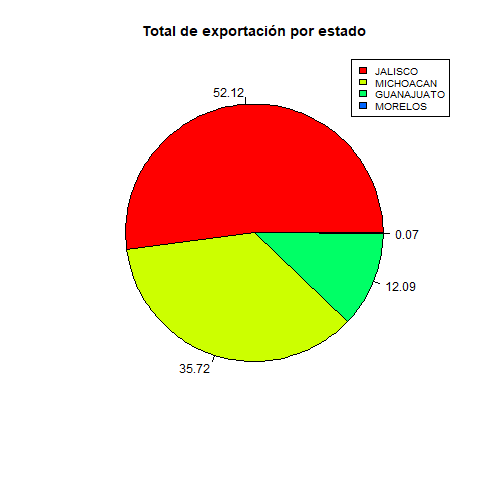 Total de exportación por estado
JALISCO
MICHOACAN
GUANAJUATO
MORELOS
52.12
0.07
12.09
35.72